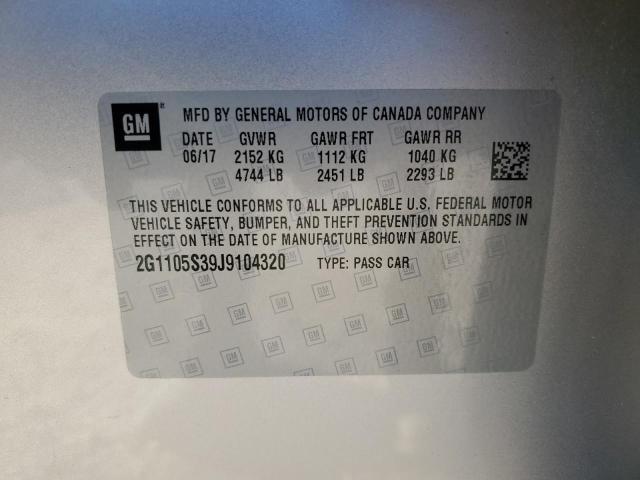 GM MFD BY GENERAL MOTORS OF CANADA COMPANY
DATE GVWR GAWR FRT GAWR RR
06/17 2152 KG 1112 KG 1040 KG
4744 LB 2451 LB 2293 LB
THIS VEHICLE CONFORMS TO ALL APPLICABLE U.S. FEDERAL MOTOR
VEHICLE SAFETY, BUMPER, AND THEFT PREVENTION STANDARDS IN
EFFECT ON THE DATE OF MANUFACTURE SHOWN ABOVE.
2G1105S39J9104320 TYPE: PASS CAR